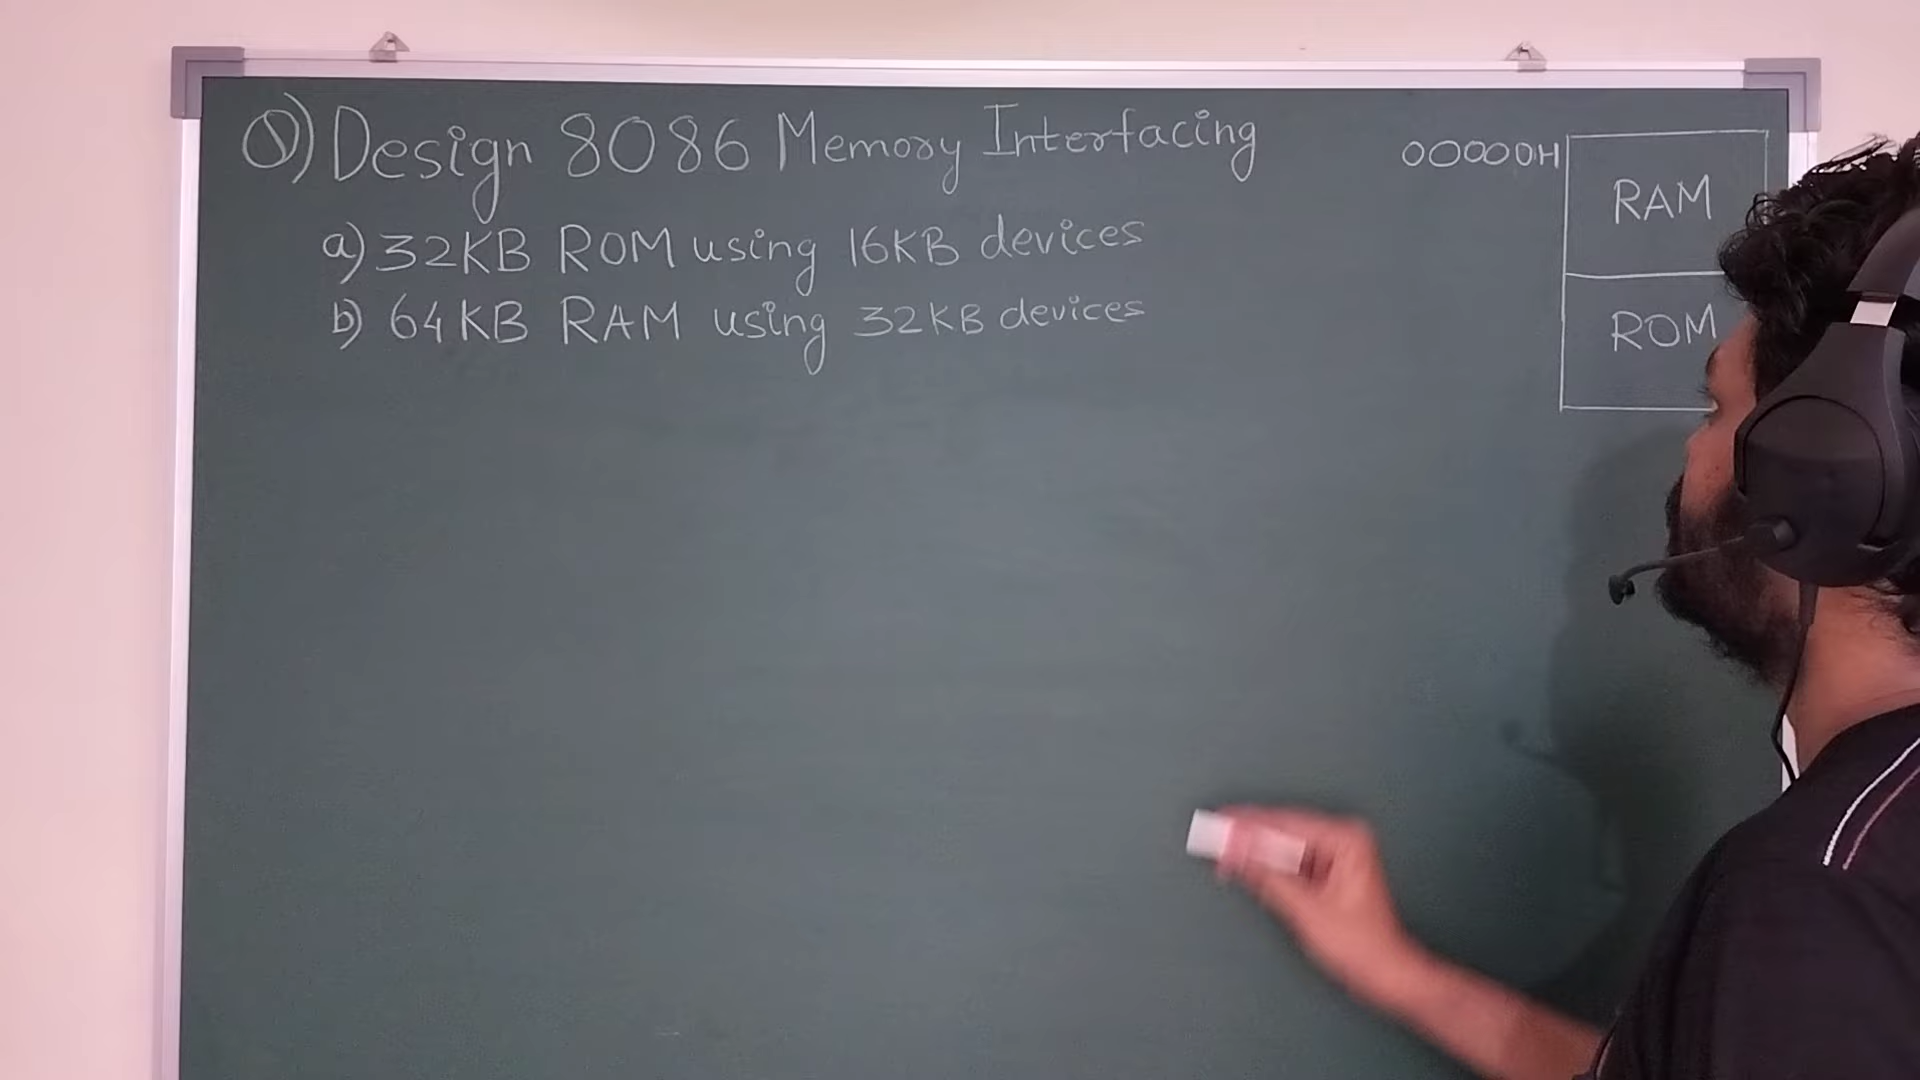 Q) Design 8086 Memory Interfacing
a) 32KB ROM using 16KB devices
b) 64KB RAM using 32KB devices
00000H
RAM
ROM